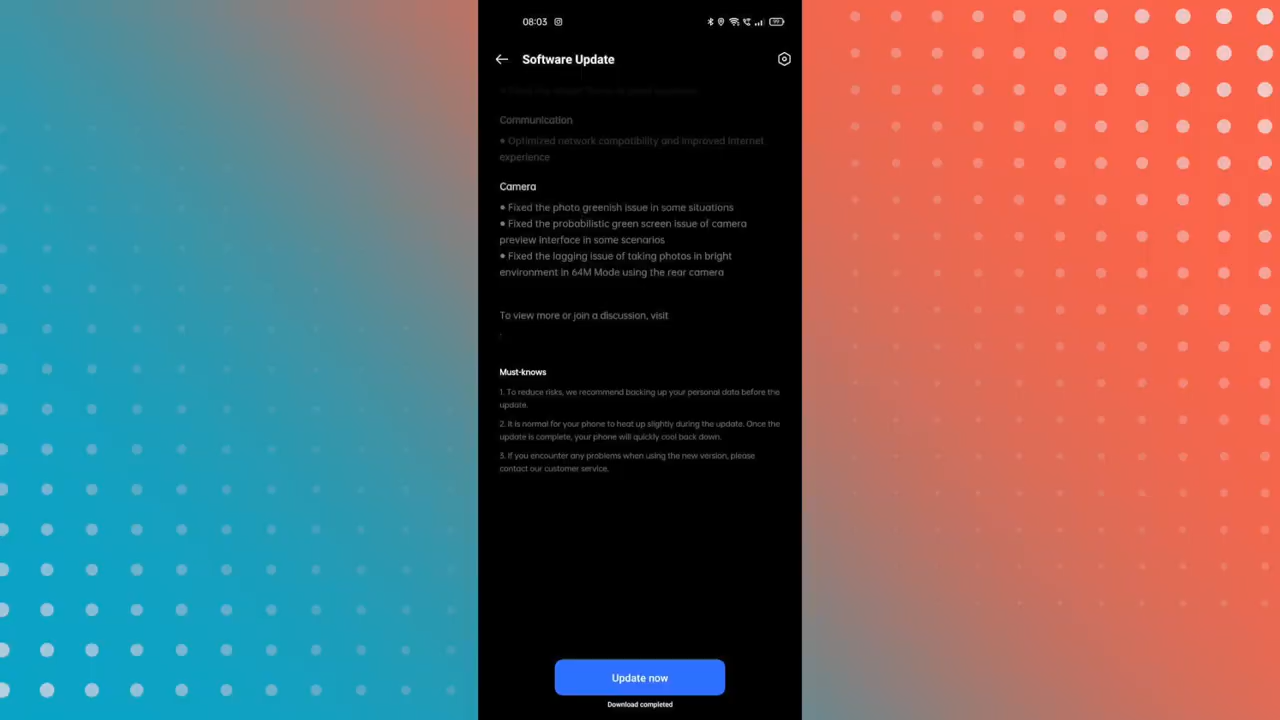 08:03
99
Software Update
Communication
● Optimized network compatibility and improved Internet
experience
Camera
● Fixed the photo greenish issue in some situations
● Fixed the probabilistic green screen issue of camera
preview interface in some scenarios
● Fixed the lagging issue of taking photos in bright
environment in 64M Mode using the rear camera
To view more or join a discussion, visit
.
Must-knows
1. To reduce risks, we recommend backing up your personal data before the
update.
2. It is normal for your phone to heat up slightly during the update. Once the
update is complete, your phone will quickly cool back down.
3. If you encounter any problems when using the new version, please
contact our customer service.
Update now
Download completed